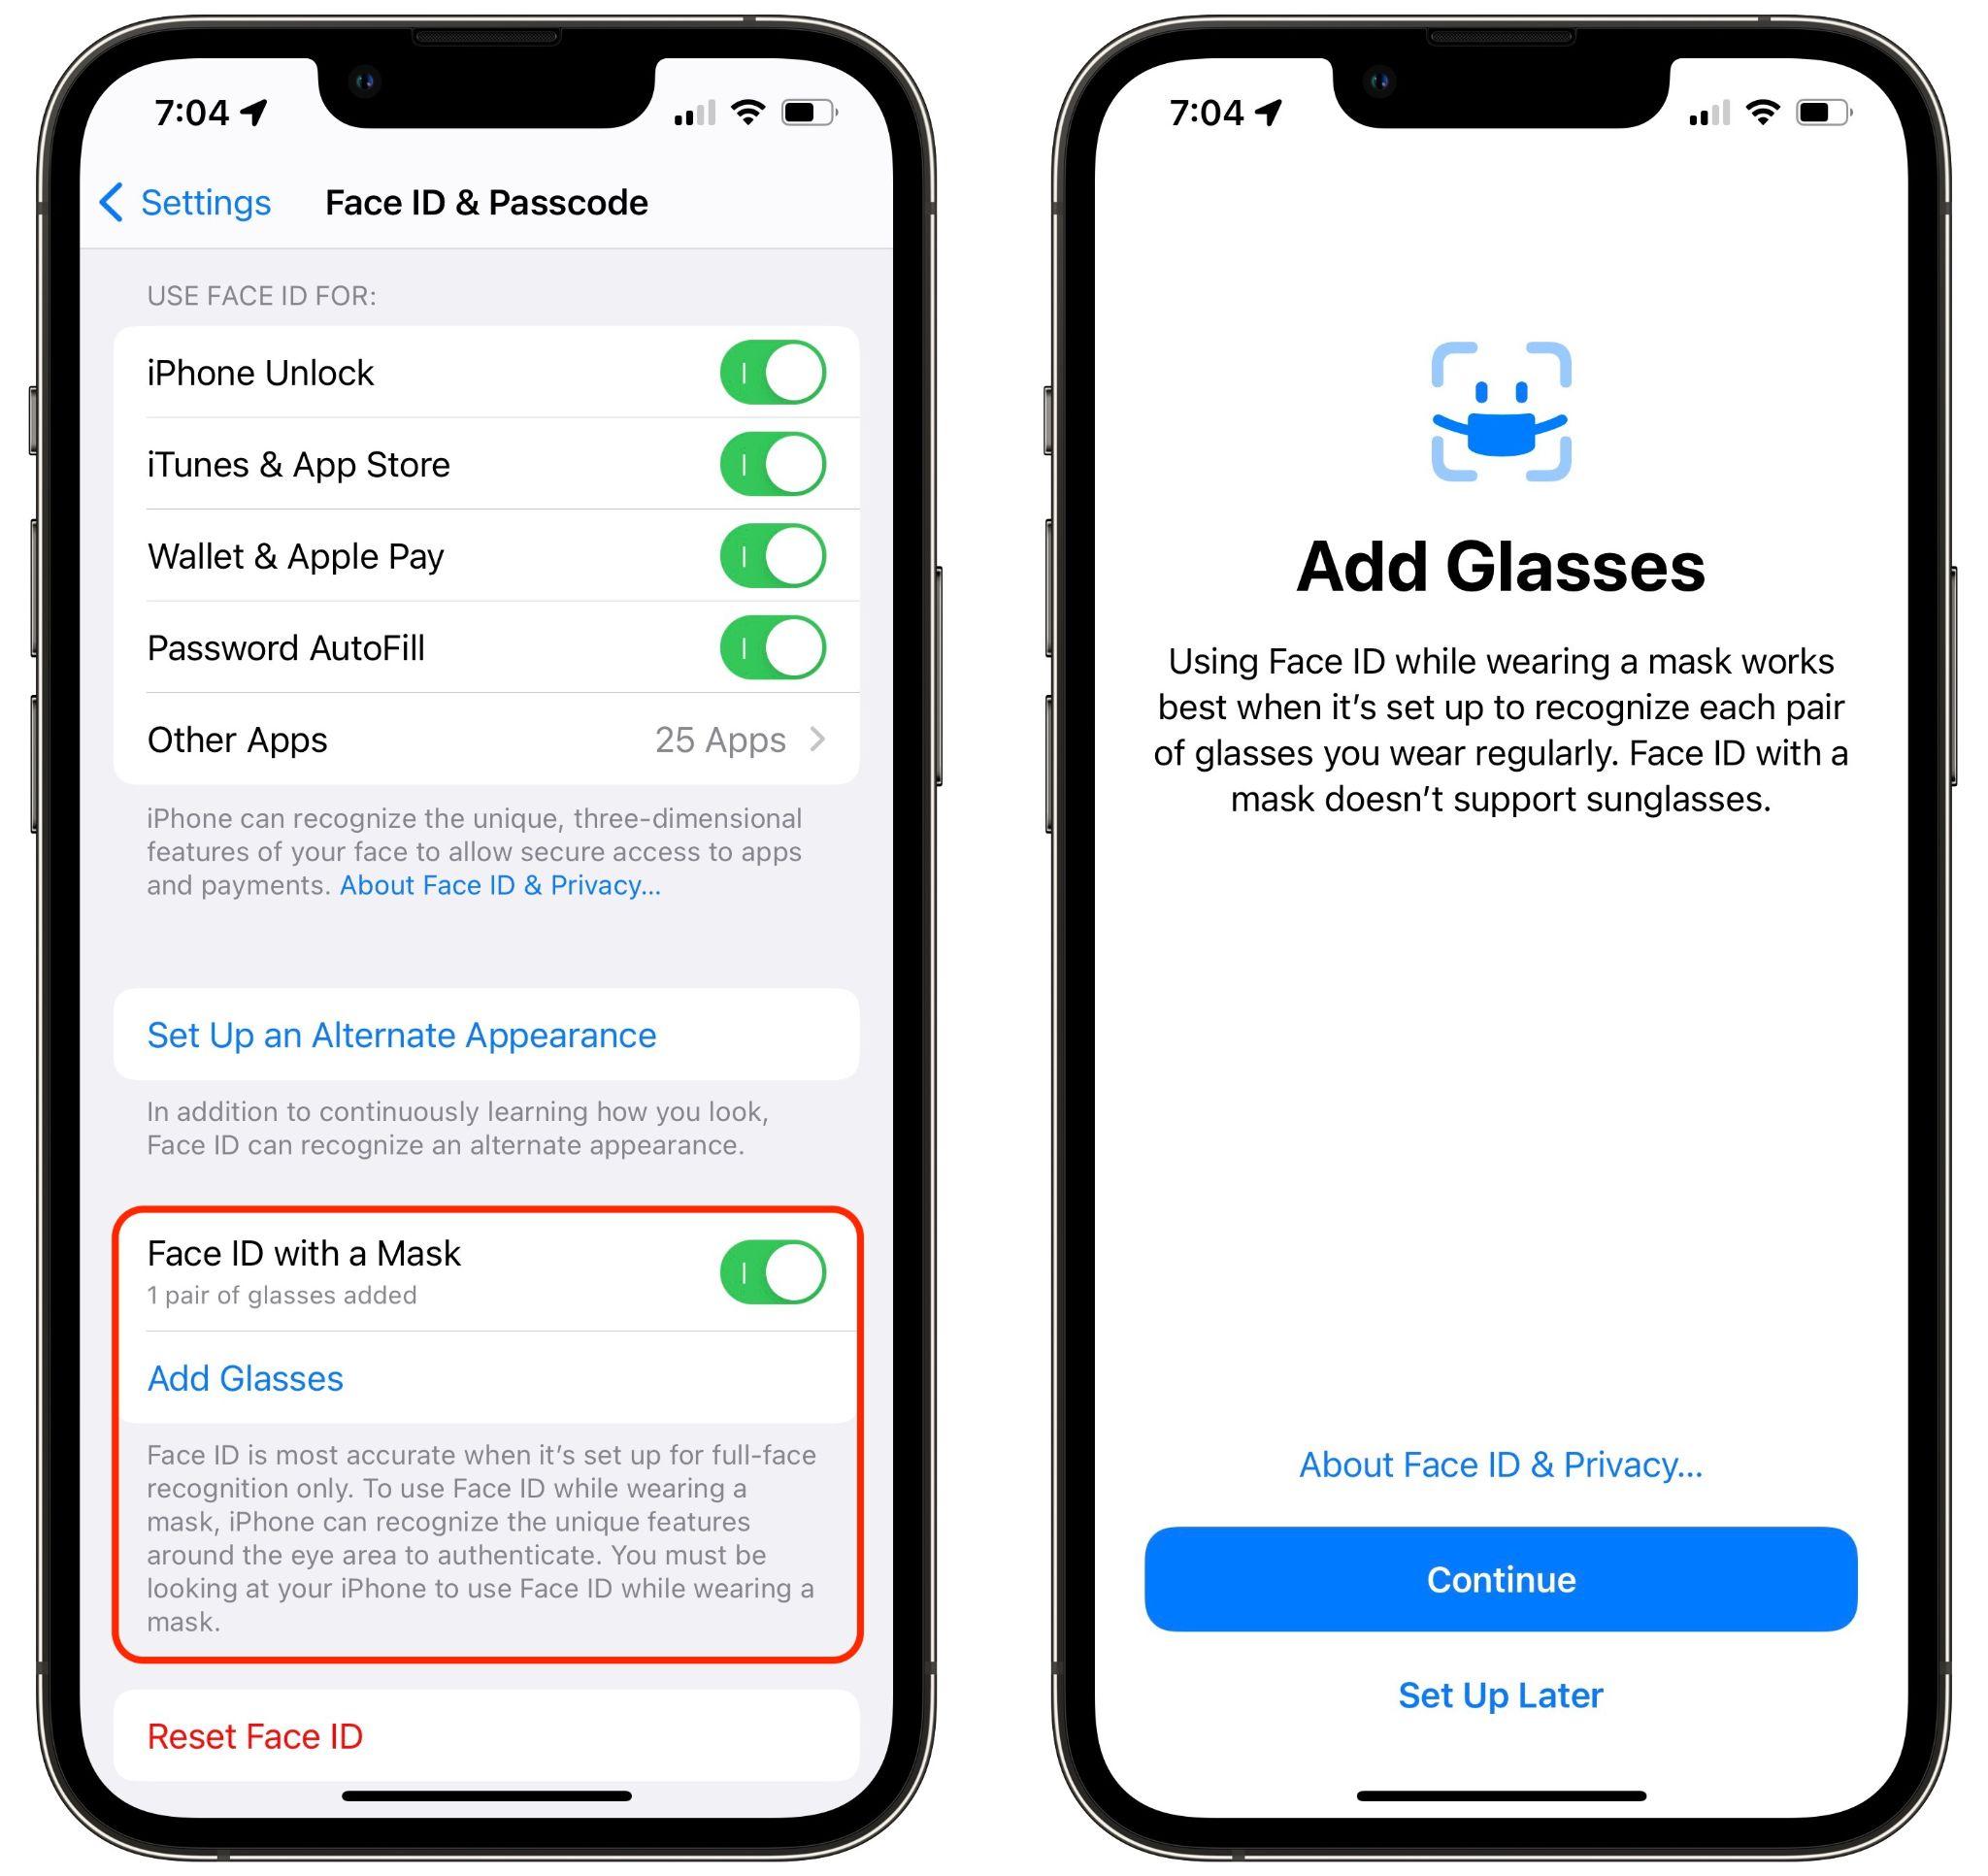 7:04
Settings
Face ID & Passcode
USE FACE ID FOR:
iPhone Unlock
iTunes & App Store
Wallet & Apple Pay
Password AutoFill
Other Apps
25 Apps
iPhone can recognize the unique, three-dimensional
features of your face to allow secure access to apps
and payments. About Face ID & Privacy...
Set Up an Alternate Appearance
In addition to continuously learning how you look,
Face ID can recognize an alternate appearance.
Face ID with a Mask
1 pair of glasses added
Add Glasses
Face ID is most accurate when it’s set up for full-face
recognition only. To use Face ID while wearing a
mask, iPhone can recognize the unique features
around the eye area to authenticate. You must be
looking at your iPhone to use Face ID while wearing a
mask.
Reset Face ID
7:04
Add Glasses
Using Face ID while wearing a mask works
best when it’s set up to recognize each pair
of glasses you wear regularly. Face ID with a
mask doesn’t support sunglasses.
About Face ID & Privacy...
Continue
Set Up Later